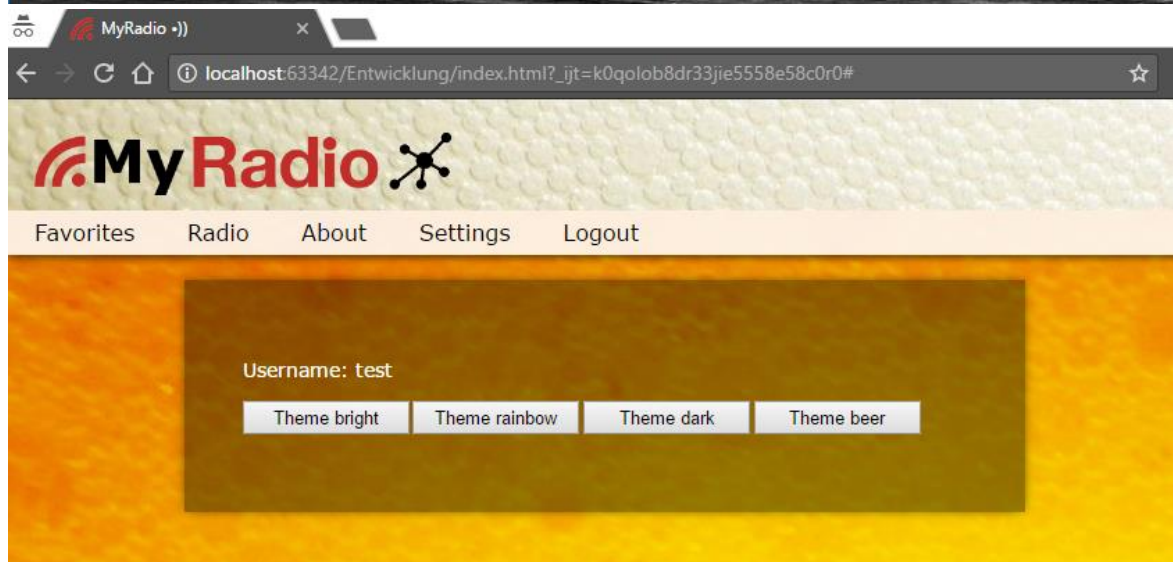 MyRadio •))
localhost:63342/Entwicklung/index.html?_ijt=k0qolob8dr33jie5558e58c0r0#
MyRadio
Favorites Radio About Settings Logout
Username: test
Theme bright Theme rainbow Theme dark Theme beer